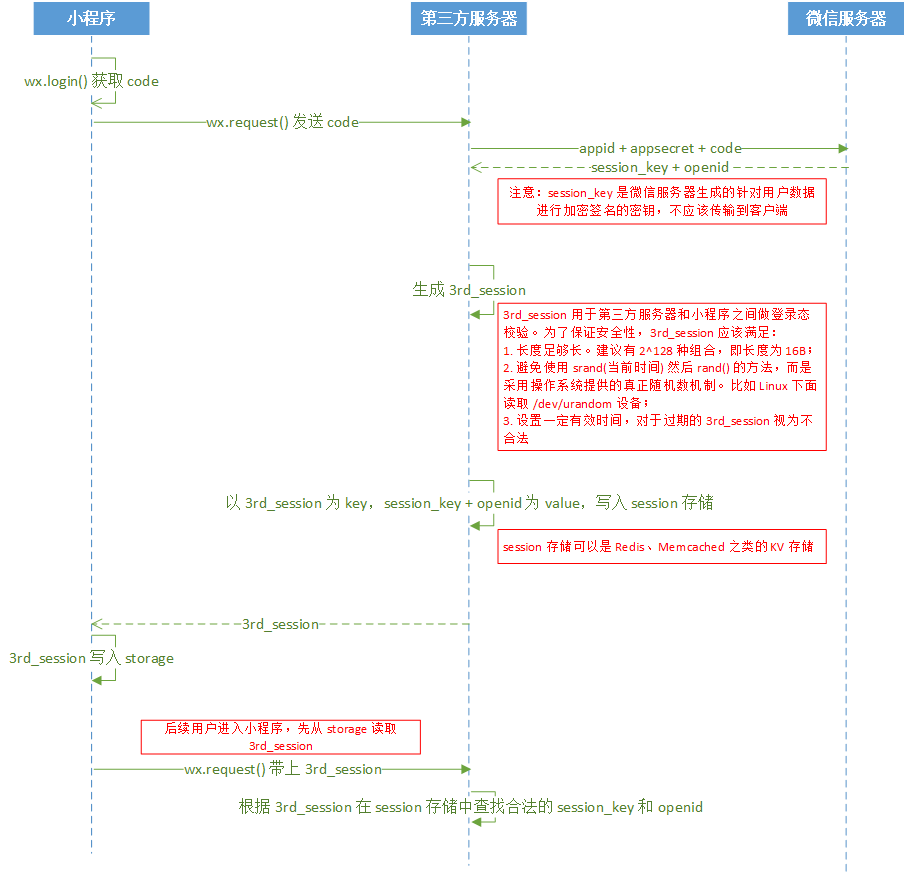 小程序
第三方服务器
微信服务器
wx.login() 获取 code
wx.request() 发送 code
appid + appsecret + code
session_key + openid
注意：session_key 是微信服务器生成的针对用户数据
进行加密签名的密钥，不应该传输到客户端
生成 3rd_session
3rd_session 用于第三方服务器和小程序之间做登录态
校验。为了保证安全性，3rd_session 应该满足：
1. 长度足够长。建议有 2^128 种组合，即长度为 16B；
2. 避免使用 srand(当前时间) 然后 rand() 的方法，而是
采用操作系统提供的真正随机数机制。比如 Linux 下面
读取 /dev/urandom 设备；
3. 设置一定有效时间，对于过期的 3rd_session 视为不
合法
以 3rd_session 为 key，session_key + openid 为 value，写入 session 存储
session 存储可以是 Redis、Memcached 之类的 KV 存储
3rd_session
3rd_session 写入 storage
后续用户进入小程序，先从 storage 读取
3rd_session
wx.request() 带上 3rd_session
根据 3rd_session 在 session 存储中查找合法的 session_key 和 openid